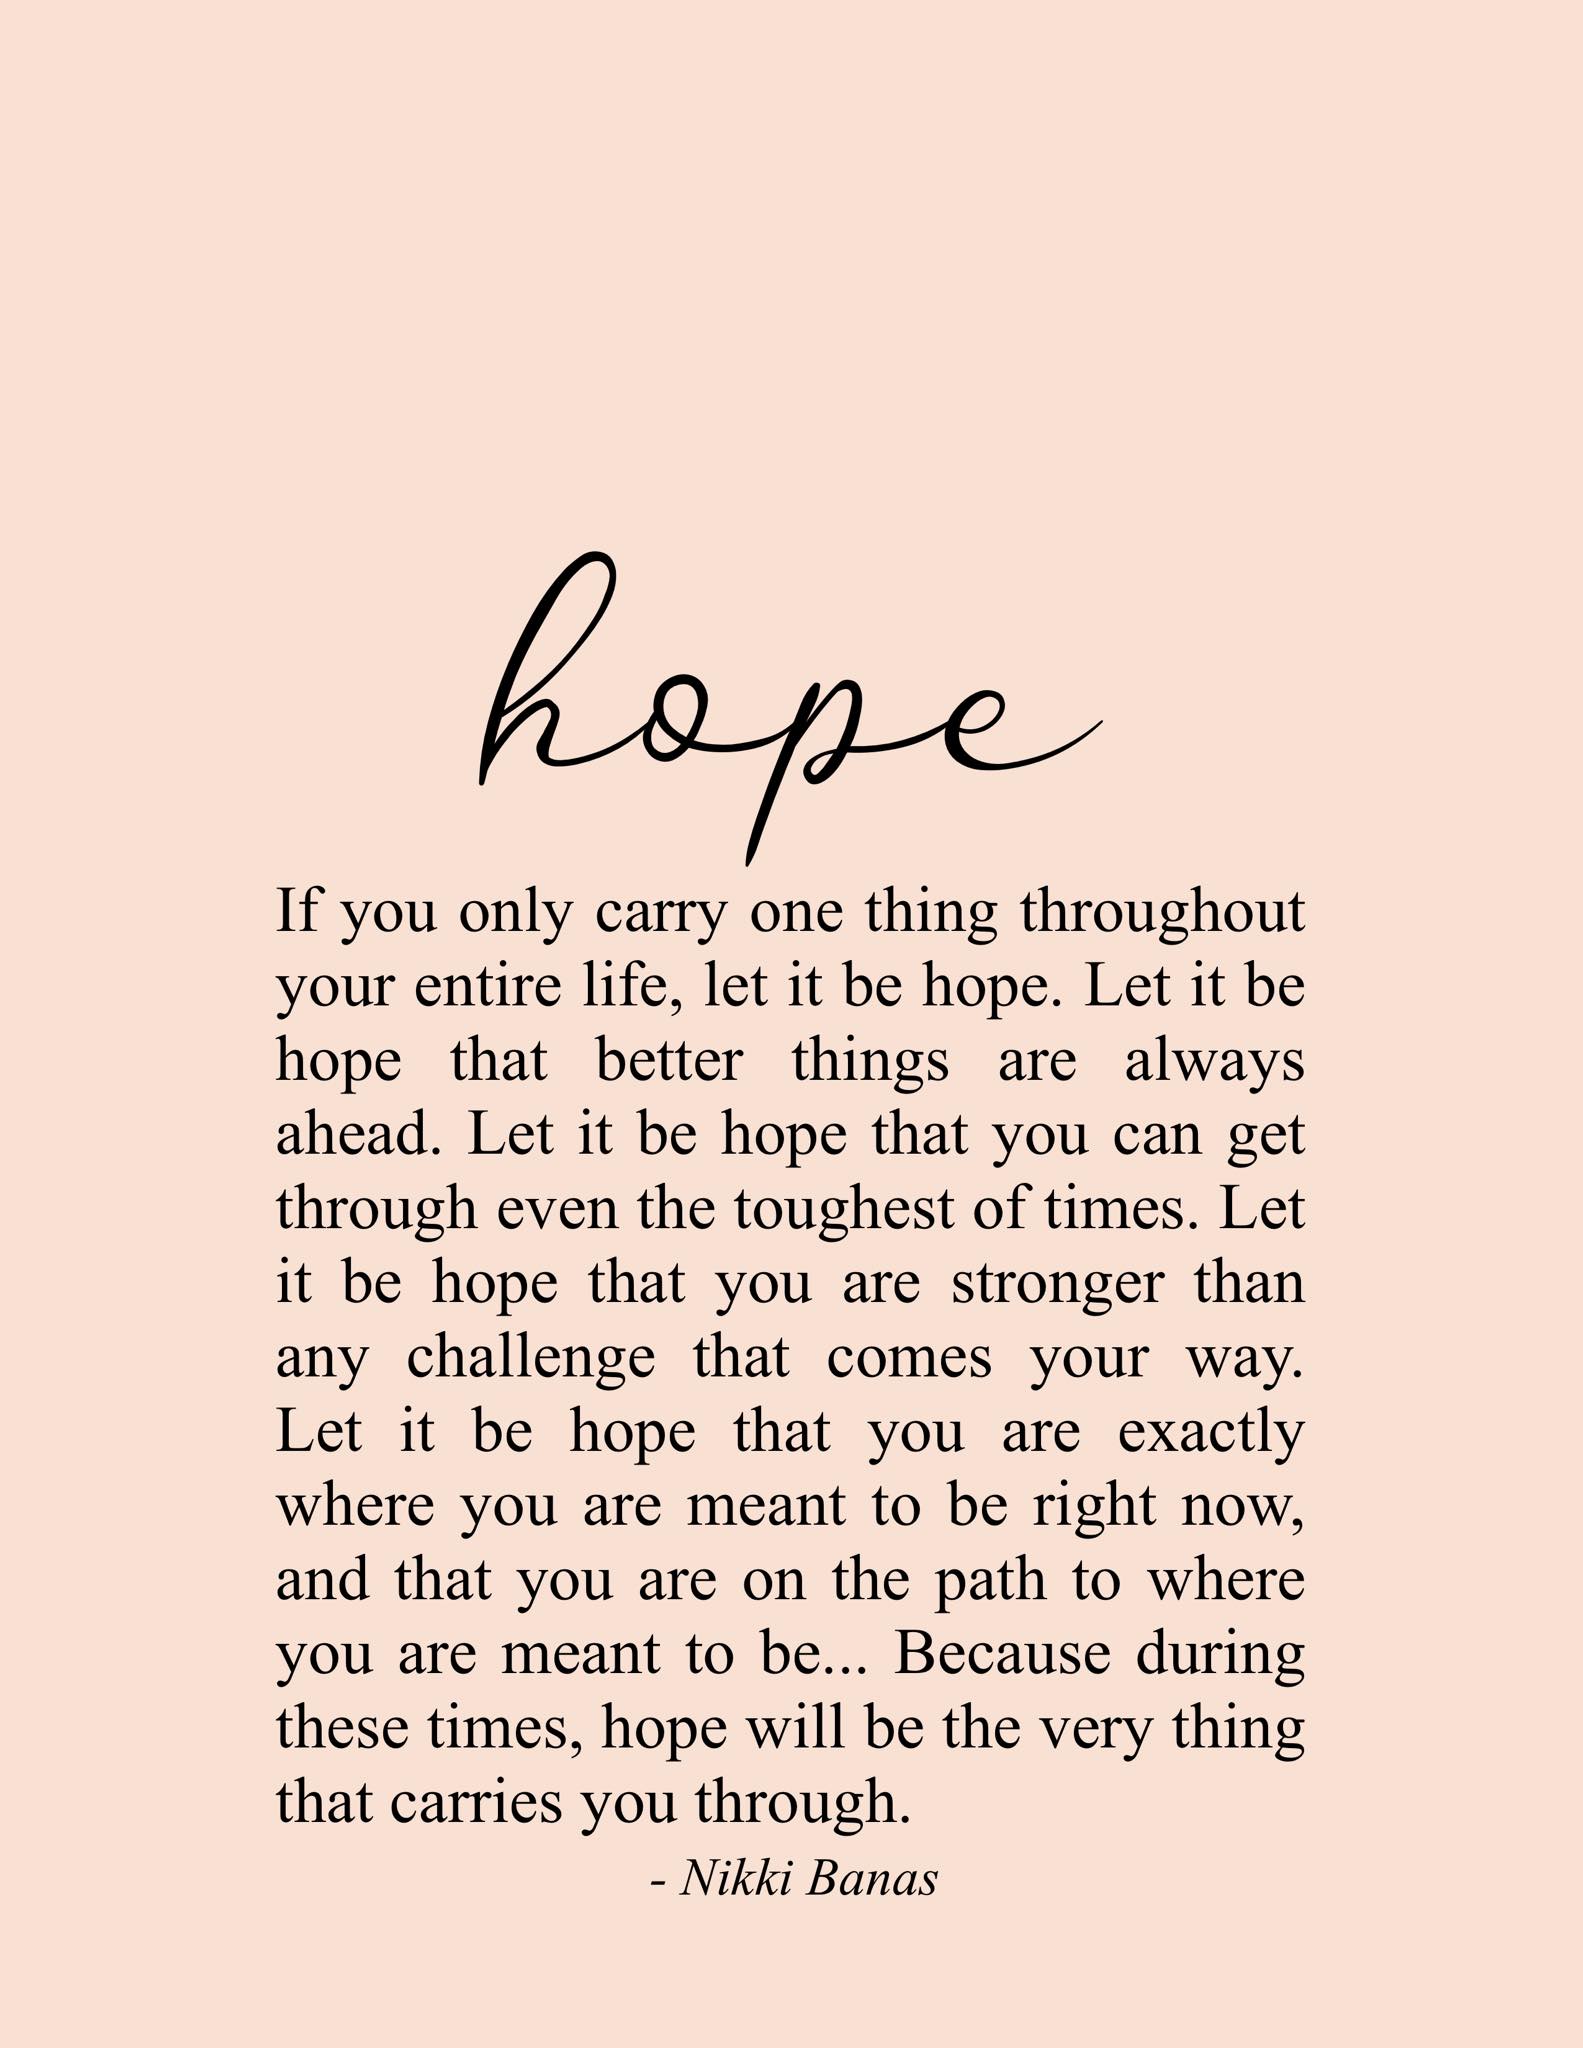 hope
If you only carry one thing throughout
your entire life, let it be hope. Let it be
hope that better things are always
ahead. Let it be hope that you can get
through even the toughest of times. Let
it be hope that you are stronger than
any challenge that comes your way.
Let it be hope that you are exactly
where you are meant to be right now,
and that you are on the path to where
you are meant to be... Because during
these times, hope will be the very thing
that carries you through.
- Nikki Banas